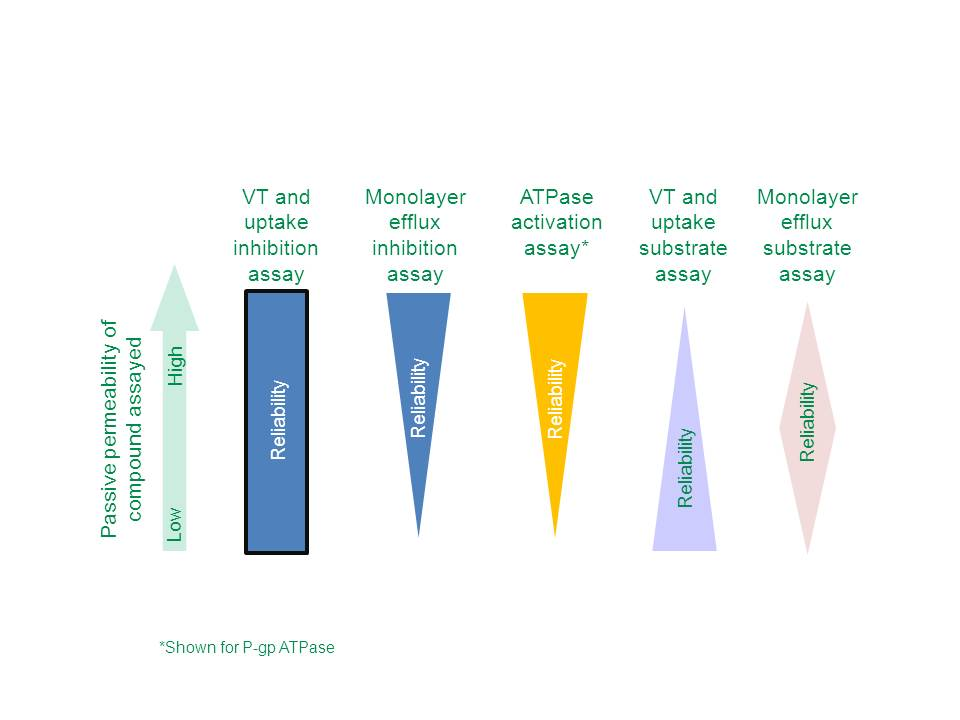 VT and
uptake
inhibition
assay
Monolayer
efflux
inhibition
assay
ATPase
activation
assay*
VT and
uptake
substrate
assay
Monolayer
efflux
substrate
assay
Passive permeability of
compound assayed
High
Low
Reliability
Reliability
Reliability
Reliability
Reliability
*Shown for P-gp ATPase